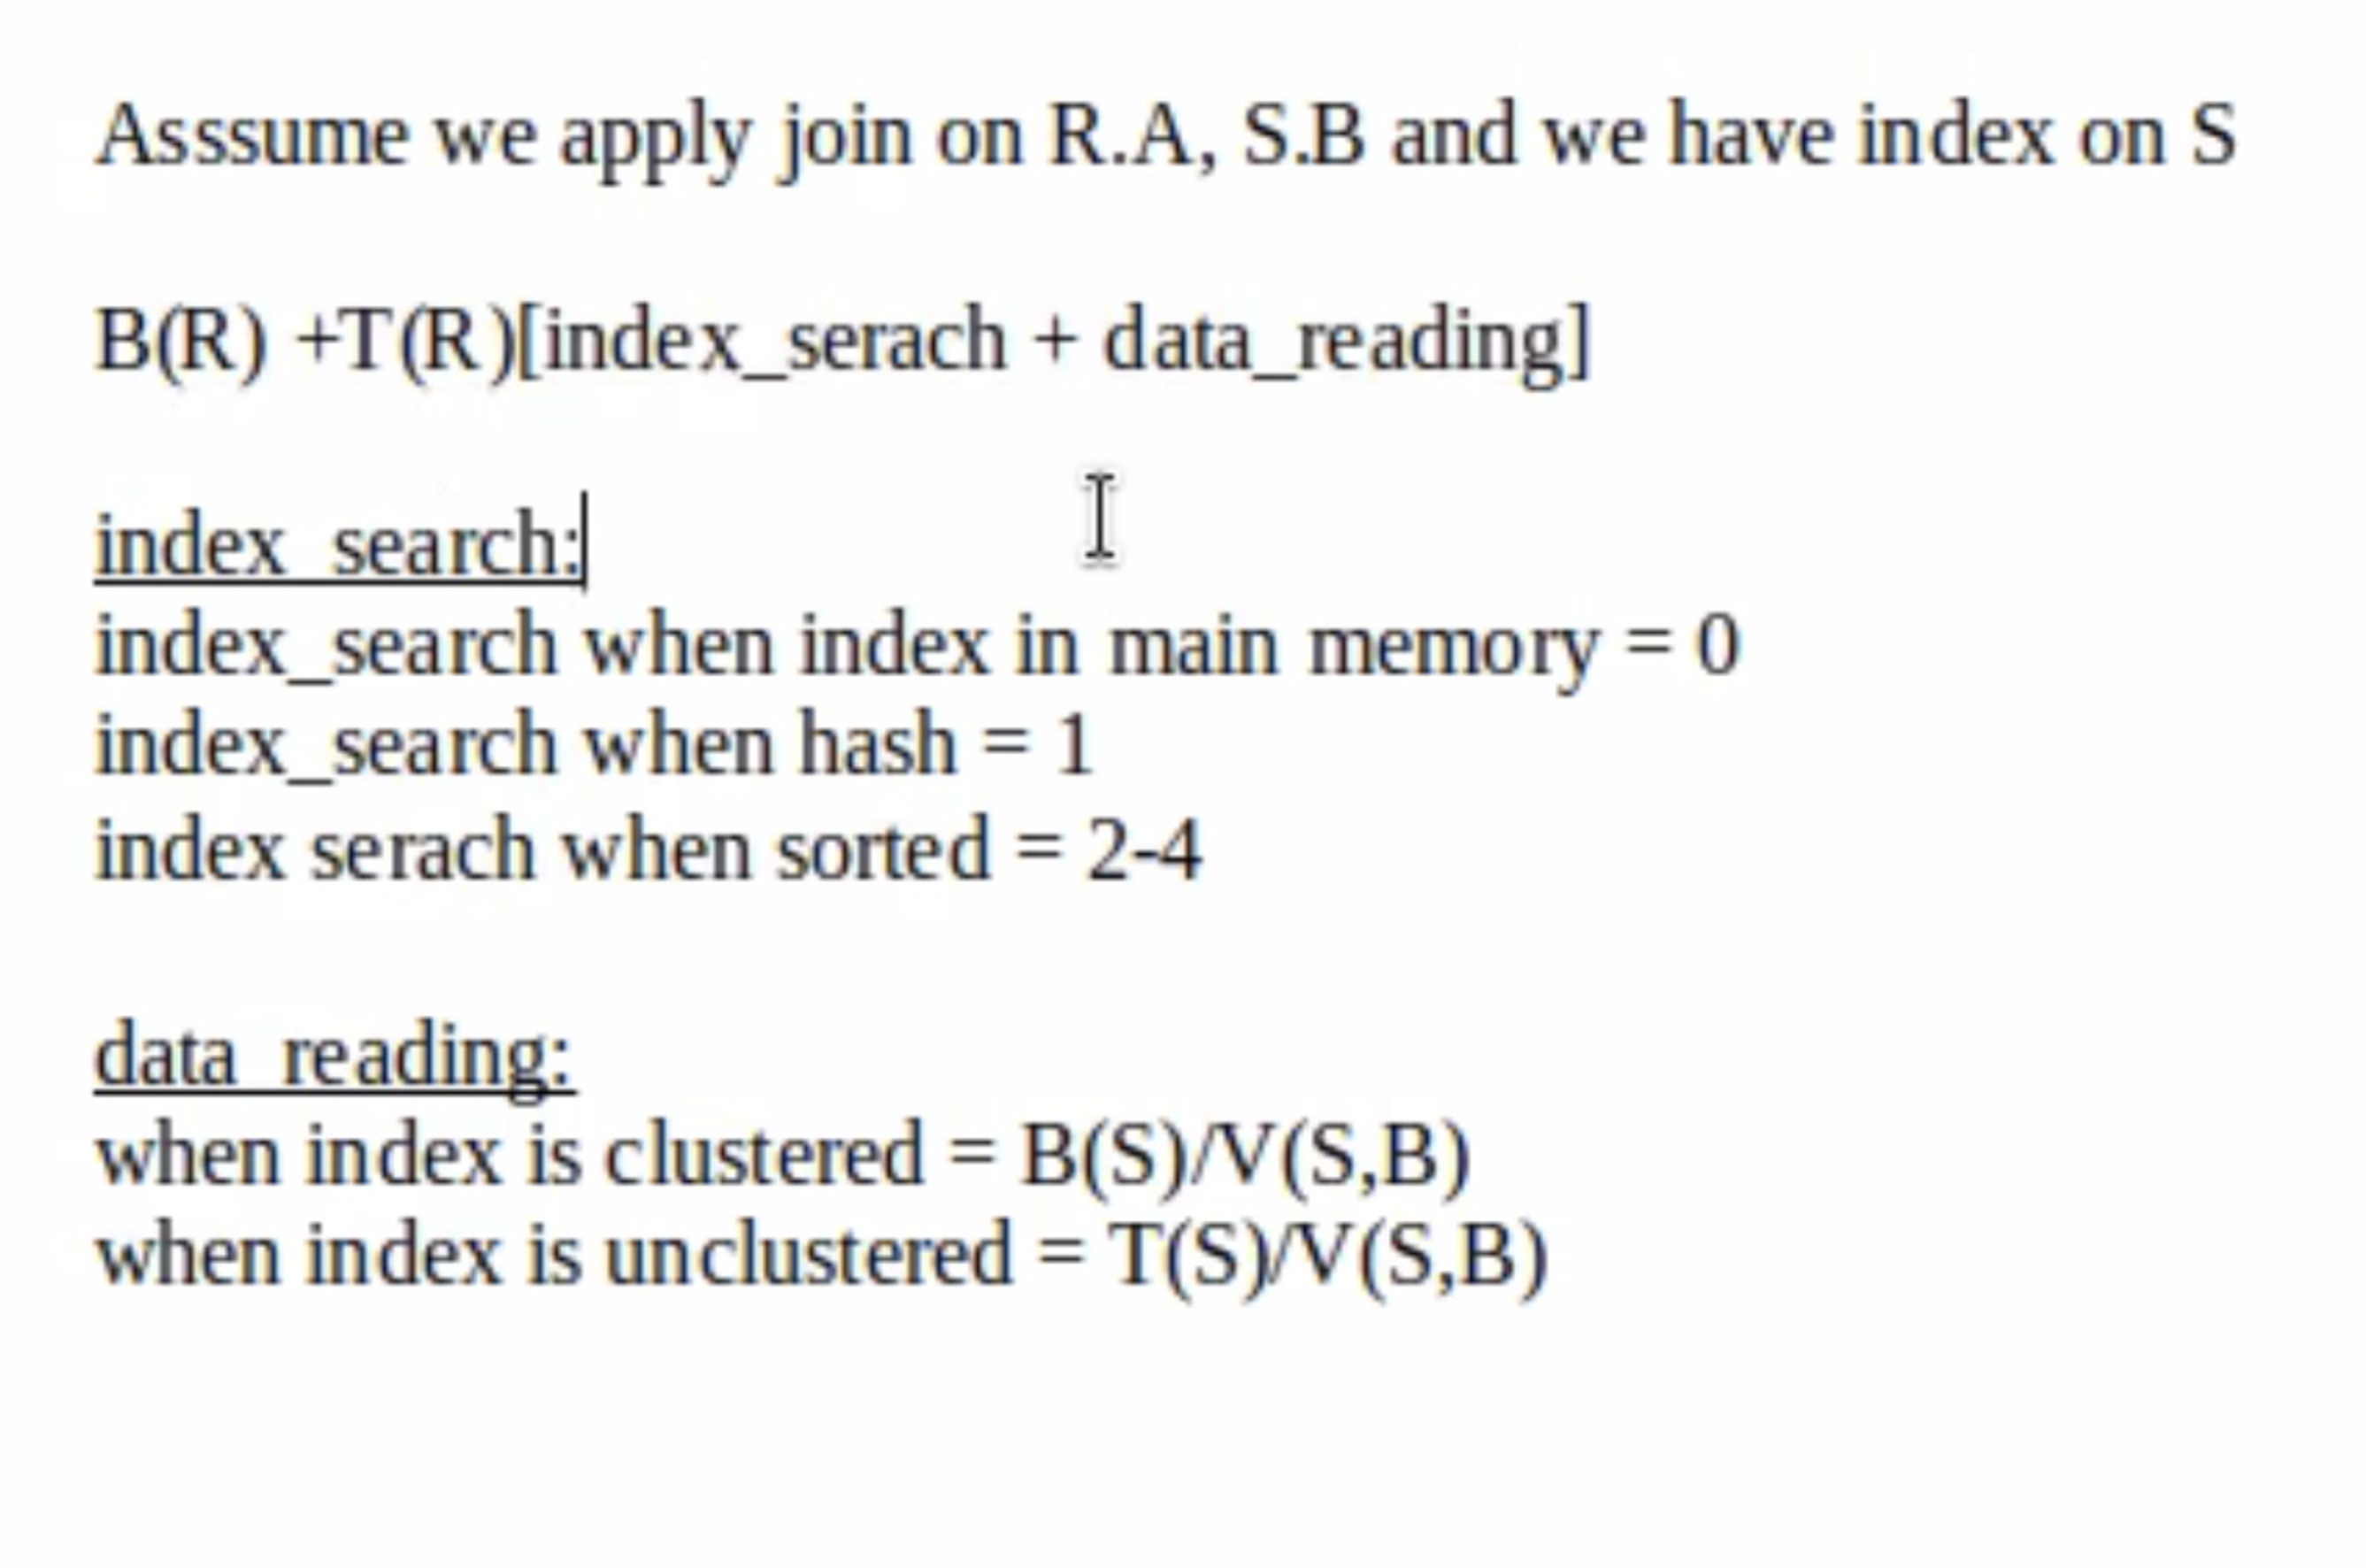 Asssume we apply join on R.A, S.B and we have index on S
B(R) +T(R)[index_serach + data_reading]
index_search:
index_search when index in main memory = 0
index_search when hash = 1
index serach when sorted = 2-4
data_reading:
when index is clustered = B(S)/V(S,B)
when index is unclustered = T(S)/V(S,B)